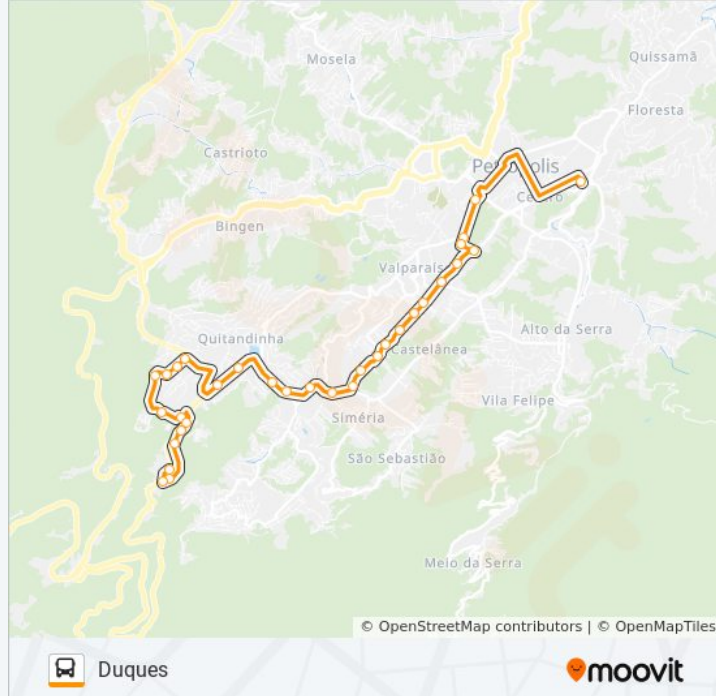 Quissamã
Mosela
Floresta
Castrioto
Petrópolis
Centro
Bingen
Valparaís
Alto da Serra
Quitandinha
Castelânea
Vila Felipe
Siméria
São Sebastião
Meio da Serra
© OpenStreetMap contributors | © OpenMapTiles
Duques
moovit